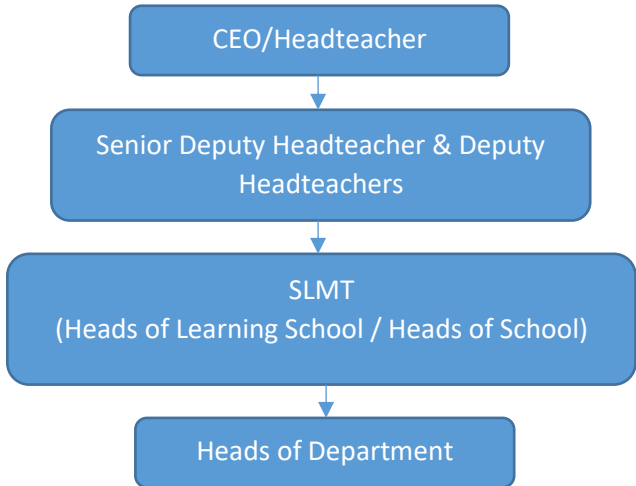 CEO/Headteacher
Senior Deputy Headteacher & Deputy
Headteachers
SLMT
(Heads of Learning School / Heads of School)
Heads of Department